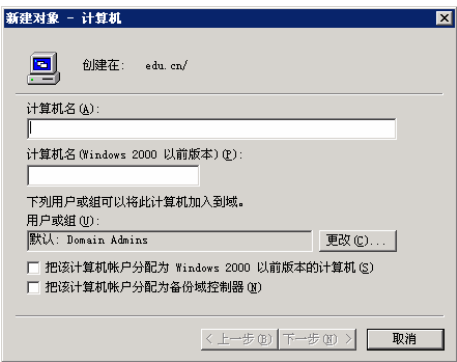 新建对象 - 计算机
创建在: edu.cn/
计算机名(A):
计算机名(Windows 2000 以前版本)(P):
下列用户或组可以将此计算机加入到域。
用户或组(U):
默认: Domain Admins
更改(C)...
把该计算机帐户分配为 Windows 2000 以前版本的计算机(S)
把该计算机帐户分配为备份域控制器(N)
< 上一步(B) 下一步(N) > 取消